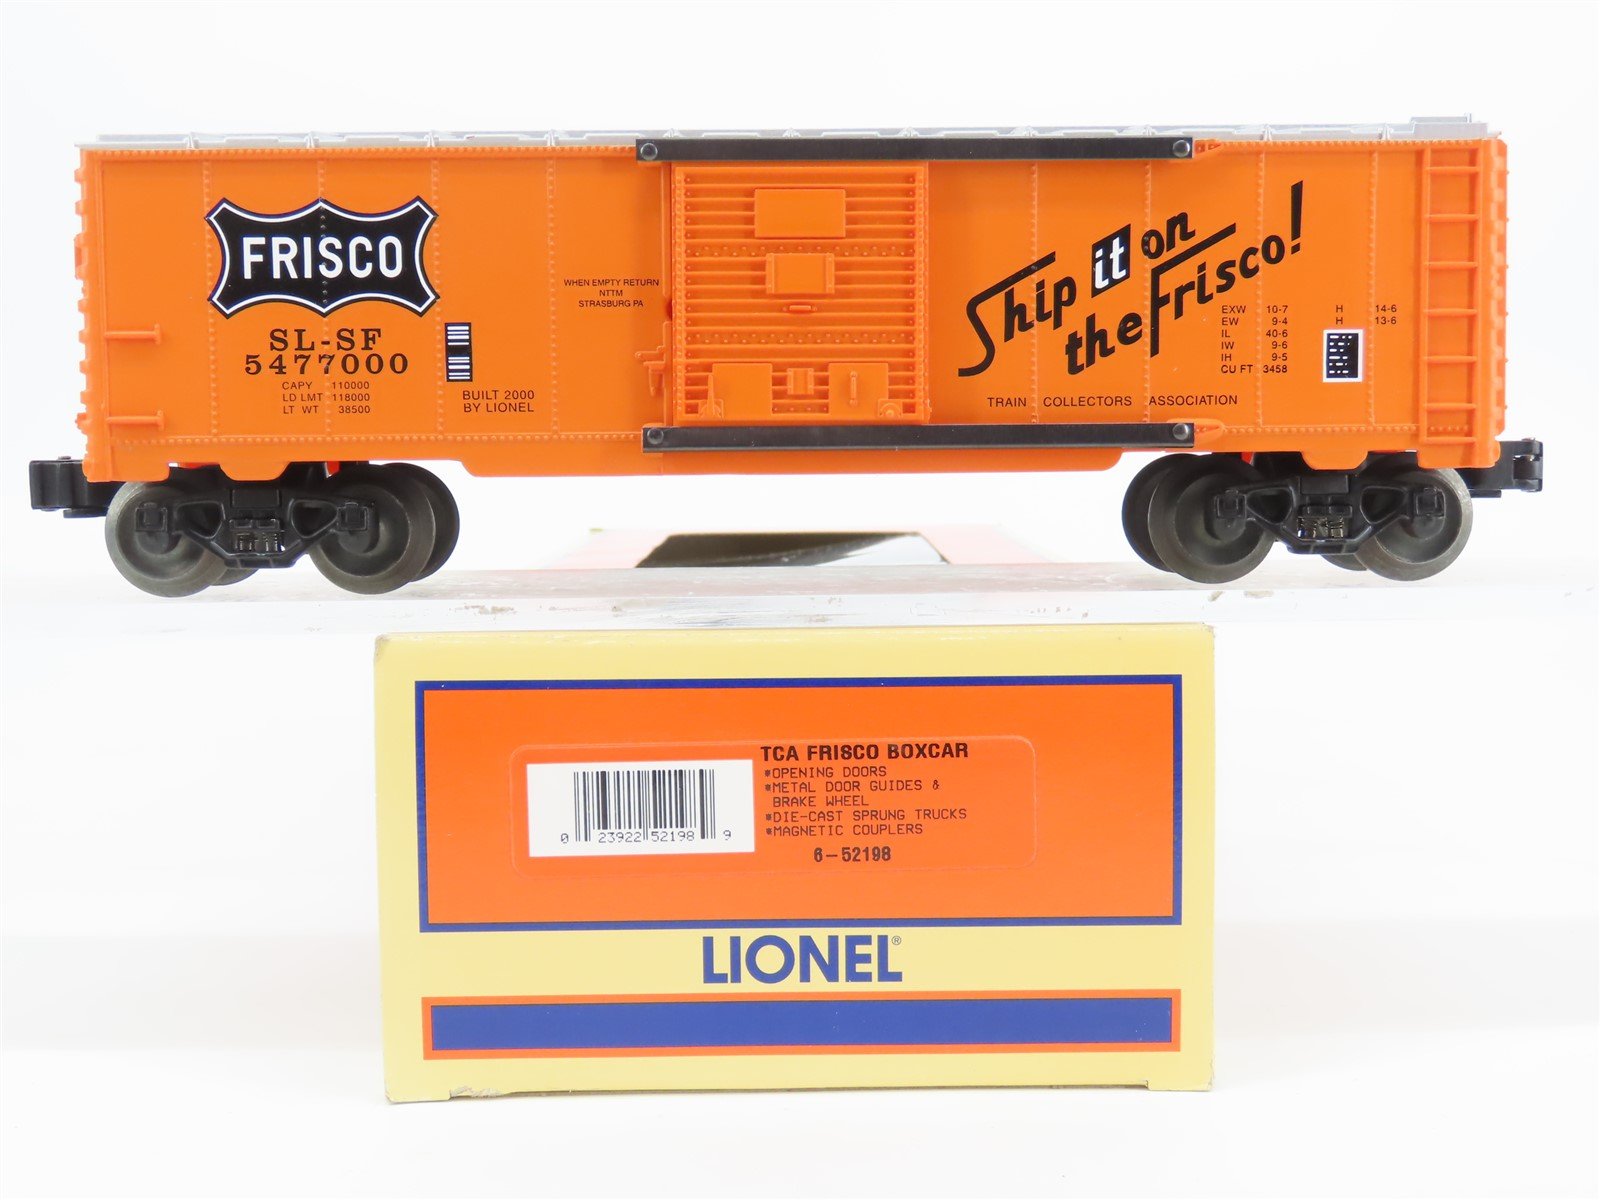 FRISCO
SL-SF
5477000
CAPY 110000
LD LMT 118000
LT WT 38500
BUILT 2000
BY LIONEL
WHEN EMPTY RETURN
NTTM
STRASBURG PA
Ship it on
the Frisco!
EXW 10-7 H 14-6
EW 9-4 H 13-6
IL 40-6
IW 9-6
IH 9-5
CU FT 3458
TRAIN COLLECTORS ASSOCIATION
TCA FRISCO BOXCAR
*OPENING DOORS
*METAL DOOR GUIDES &
BRAKE WHEEL
*DIE-CAST SPRUNG TRUCKS
*MAGNETIC COUPLERS
6-52198
0 23922 52198 9
LIONEL®